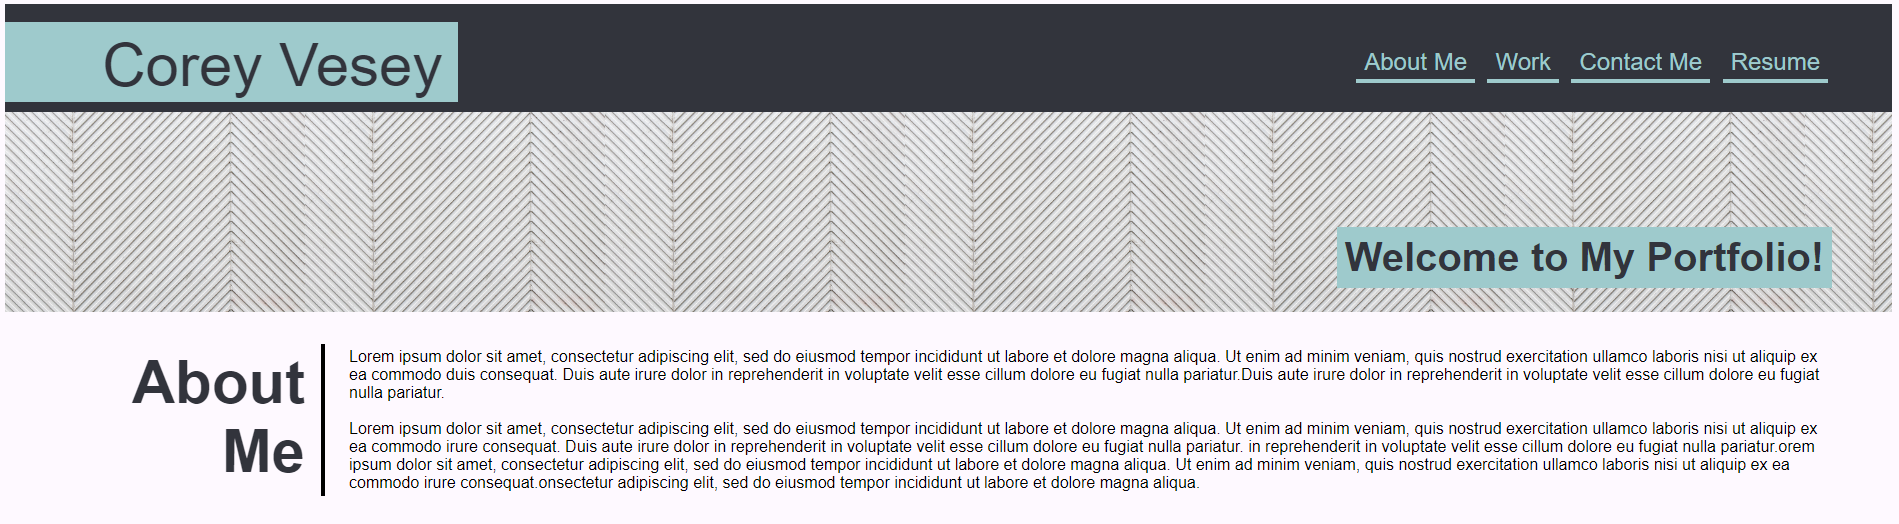 Corey Vesey
About Me Work Contact Me Resume
Welcome to My Portfolio!
About
Me
Lorem ipsum dolor sit amet, consectetur adipiscing elit, sed do eiusmod tempor incididunt ut labore et dolore magna aliqua. Ut enim ad minim veniam, quis nostrud exercitation ullamco laboris nisi ut aliquip ex
ea commodo duis consequat. Duis aute irure dolor in reprehenderit in voluptate velit esse cillum dolore eu fugiat nulla pariatur.Duis aute irure dolor in reprehenderit in voluptate velit esse cillum dolore eu fugiat
nulla pariatur.
Lorem ipsum dolor sit amet, consectetur adipiscing elit, sed do eiusmod tempor incididunt ut labore et dolore magna aliqua. Ut enim ad minim veniam, quis nostrud exercitation ullamco laboris nisi ut aliquip ex
ea commodo irure consequat. Duis aute irure dolor in reprehenderit in voluptate velit esse cillum dolore eu fugiat nulla pariatur. in reprehenderit in voluptate velit esse cillum dolore eu fugiat nulla pariatur.orem
ipsum dolor sit amet, consectetur adipiscing elit, sed do eiusmod tempor incididunt ut labore et dolore magna aliqua. Ut enim ad minim veniam, quis nostrud exercitation ullamco laboris nisi ut aliquip ex ea
commodo irure consequat.onsectetur adipiscing elit, sed do eiusmod tempor incididunt ut labore et dolore magna aliqua.